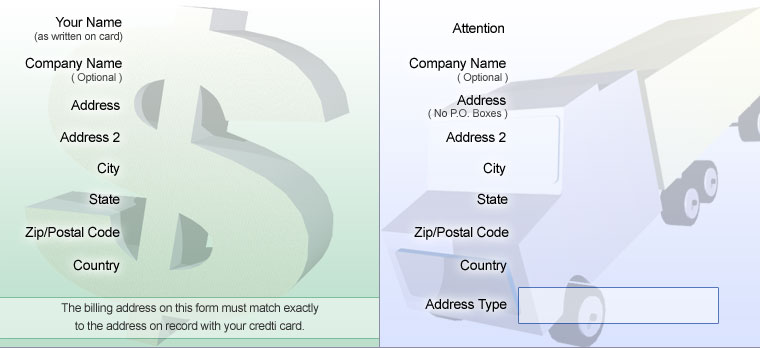 Your Name
(as written on card)
Company Name
( Optional )
Address
Address 2
City
State
Zip/Postal Code
Country
The billing address on this form must match exactly
to the address on record with your credti card.
Attention
Company Name
( Optional )
Address
( No P.O. Boxes )
Address 2
City
State
Zip/Postal Code
Country
Address Type